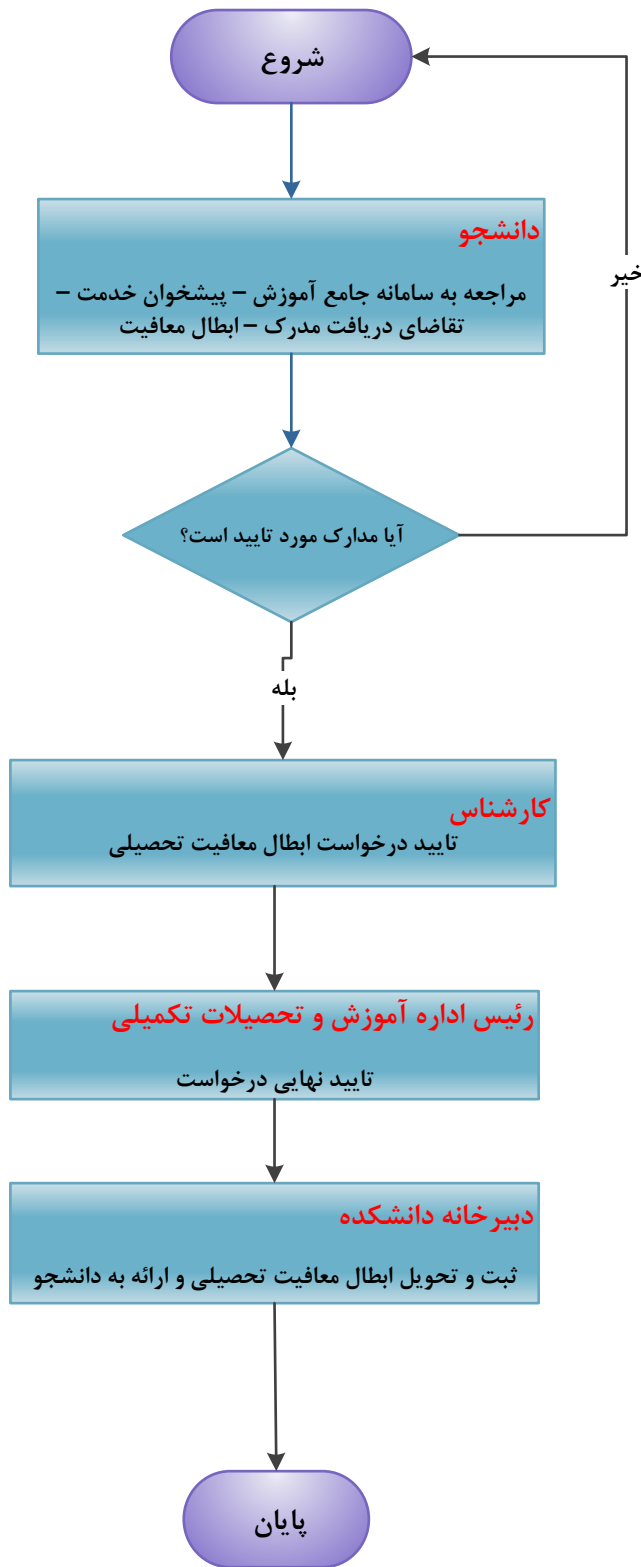 شروع
دانشجو
مراجعه به سامانه جامع آموزش – پیشخوان خدمت –
تقاضای دریافت مدرک – ابطال معافیت
خیر
آیا مدارک مورد تایید است؟
بله
کارشناس
تایید درخواست ابطال معافیت تحصیلی
رئیس اداره آموزش و تحصیلات تکمیلی
تایید نهایی درخواست
دبیرخانه دانشکده
ثبت و تحویل ابطال معافیت تحصیلی و ارائه به دانشجو
پایان